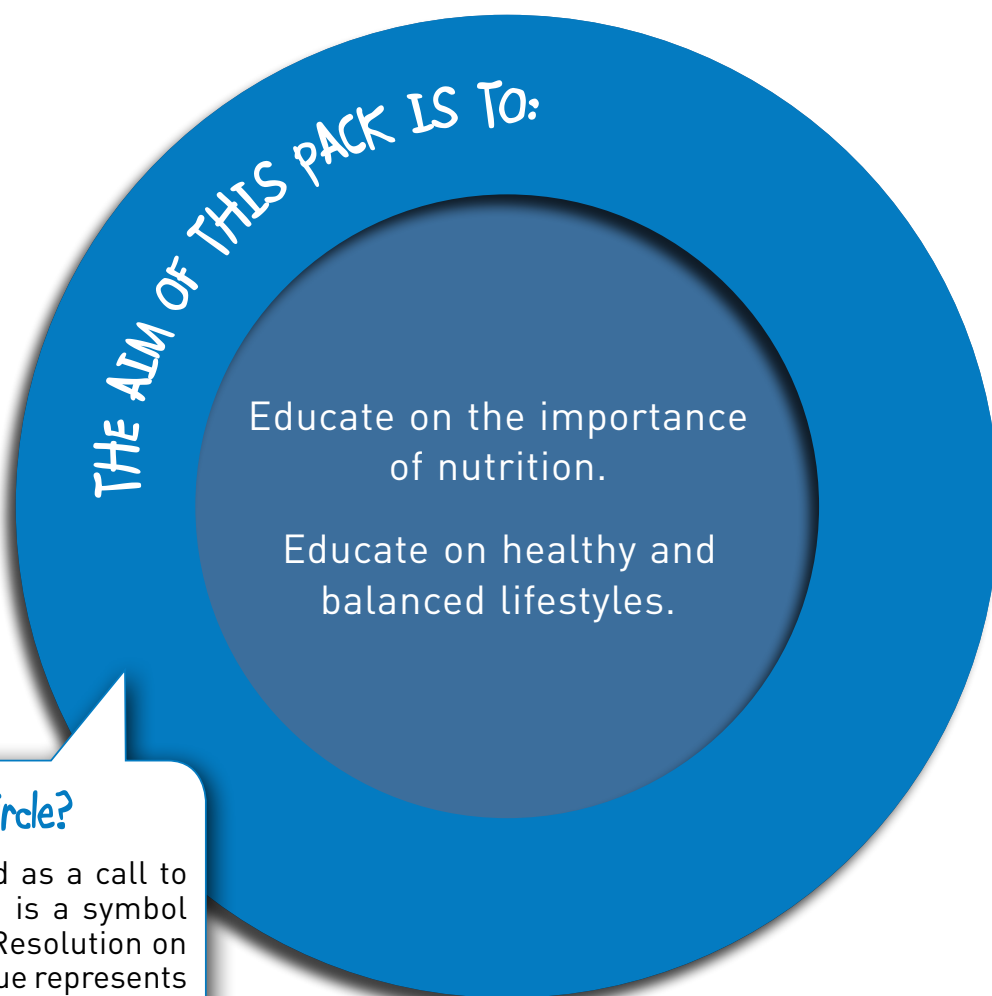 THE AIM OF THIS PACK IS TO:
Educate on the importance
of nutrition.
Educate on healthy and
balanced lifestyles.
as a call to
is a symbol
Resolution on
represents